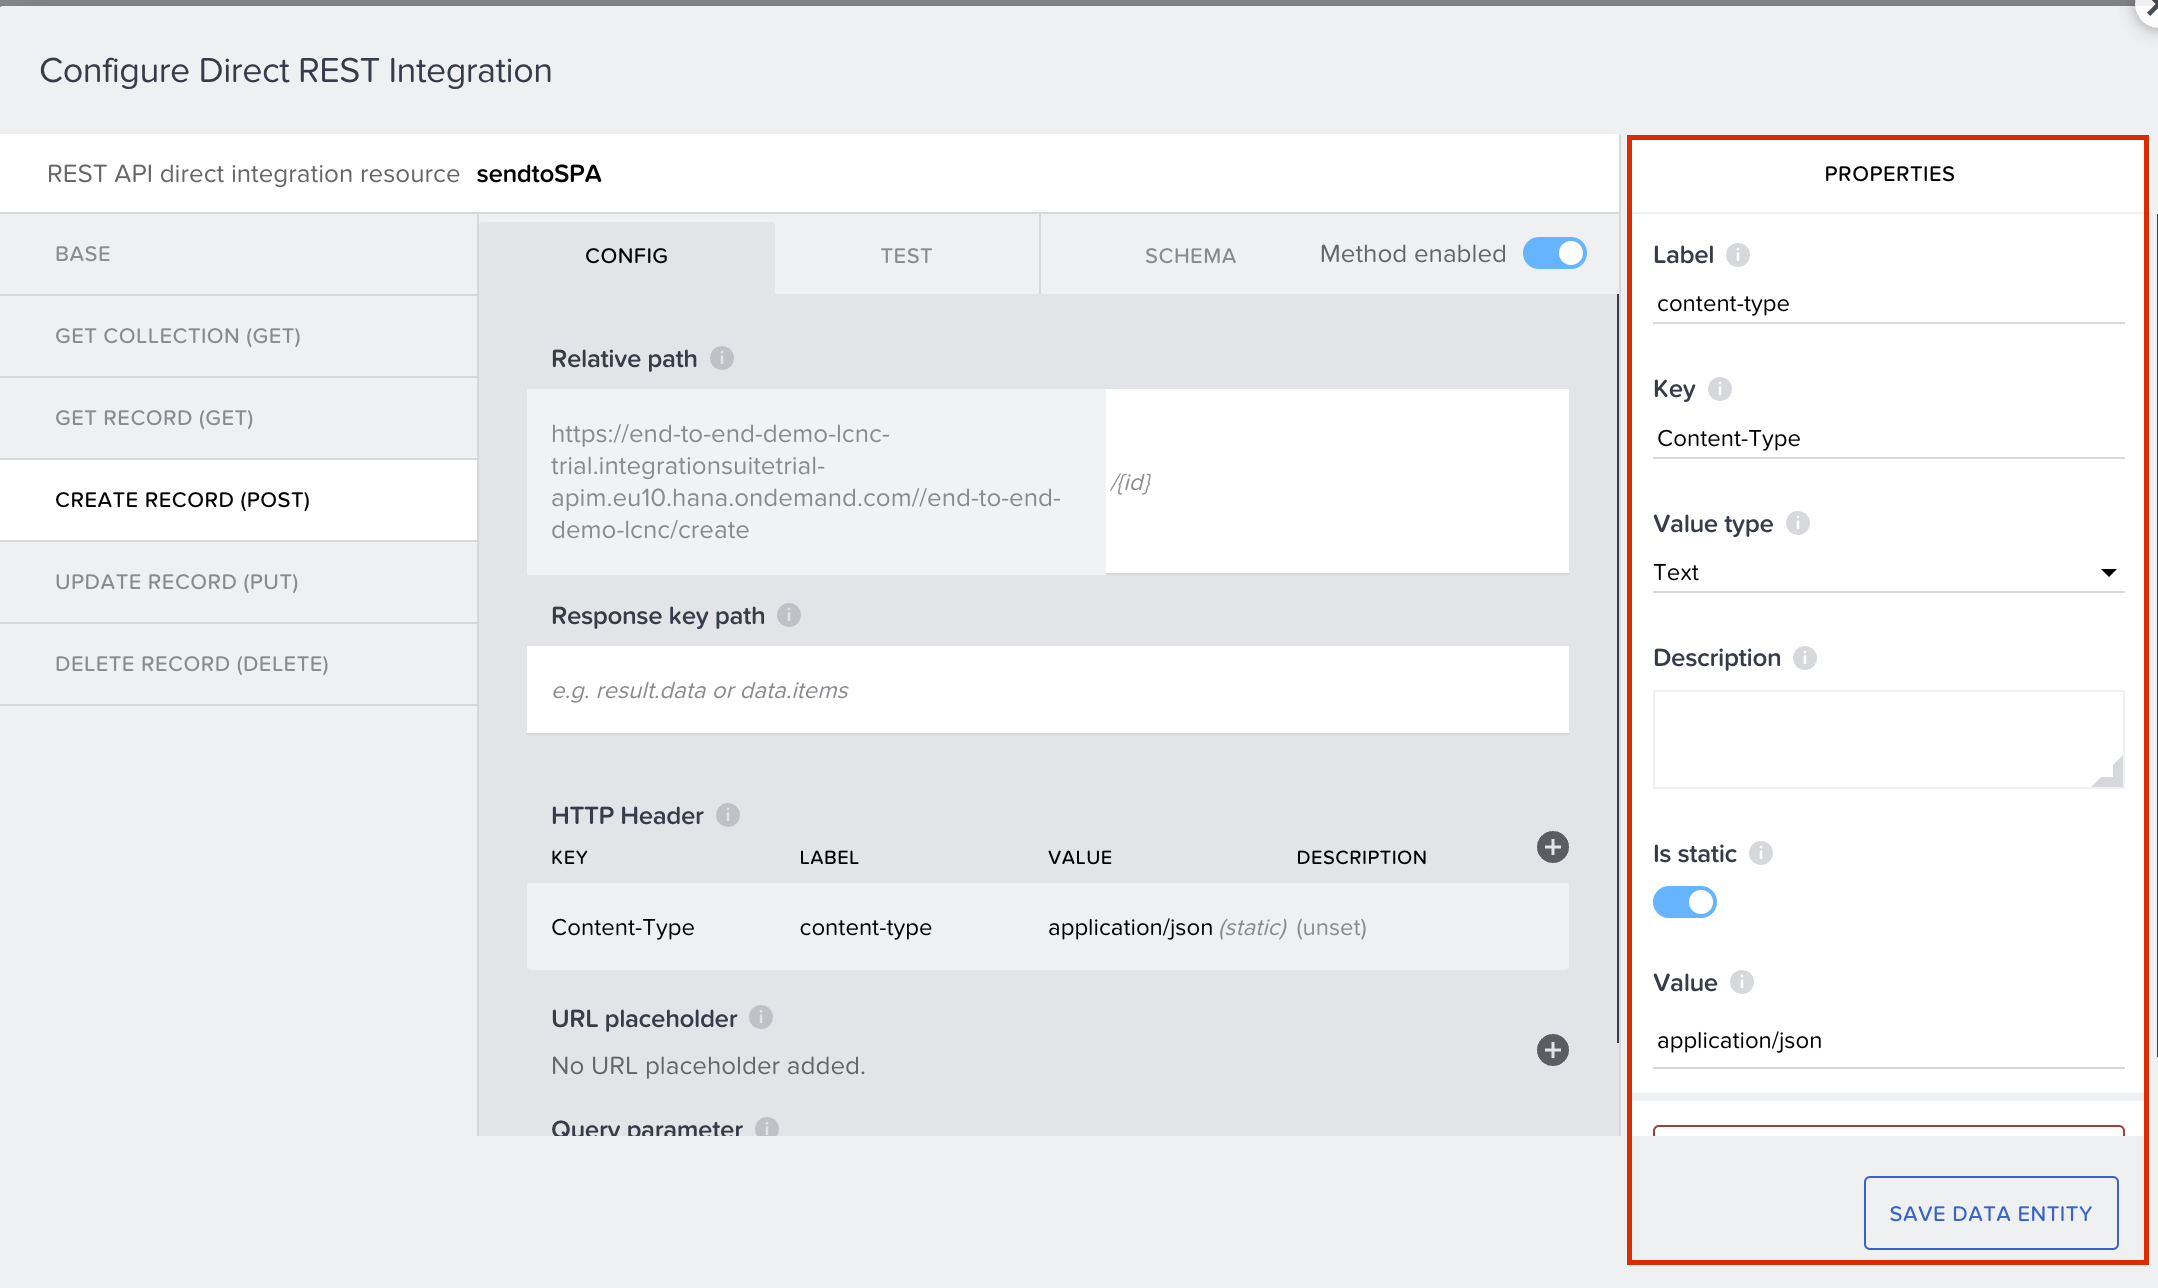 Configure Direct REST Integration
REST API direct integration resource sendtoSPA
BASE
GET COLLECTION (GET)
GET RECORD (GET)
CREATE RECORD (POST)
UPDATE RECORD (PUT)
DELETE RECORD (DELETE)
CONFIG TEST SCHEMA Method enabled
Relative path
https://end-to-end-demo-lcnc-
trial.integrationsuitetrial-
apim.eu10.hana.ondemand.com//end-to-end-
demo-lcnc/create
/{id}
Response key path
e.g. result.data or data.items
HTTP Header
KEY LABEL VALUE DESCRIPTION
Content-Type content-type application/json (static) (unset)
URL placeholder
No URL placeholder added.
Query parameter
PROPERTIES
Label
content-type
Key
Content-Type
Value type
Text
Description
Is static
Value
application/json
SAVE DATA ENTITY